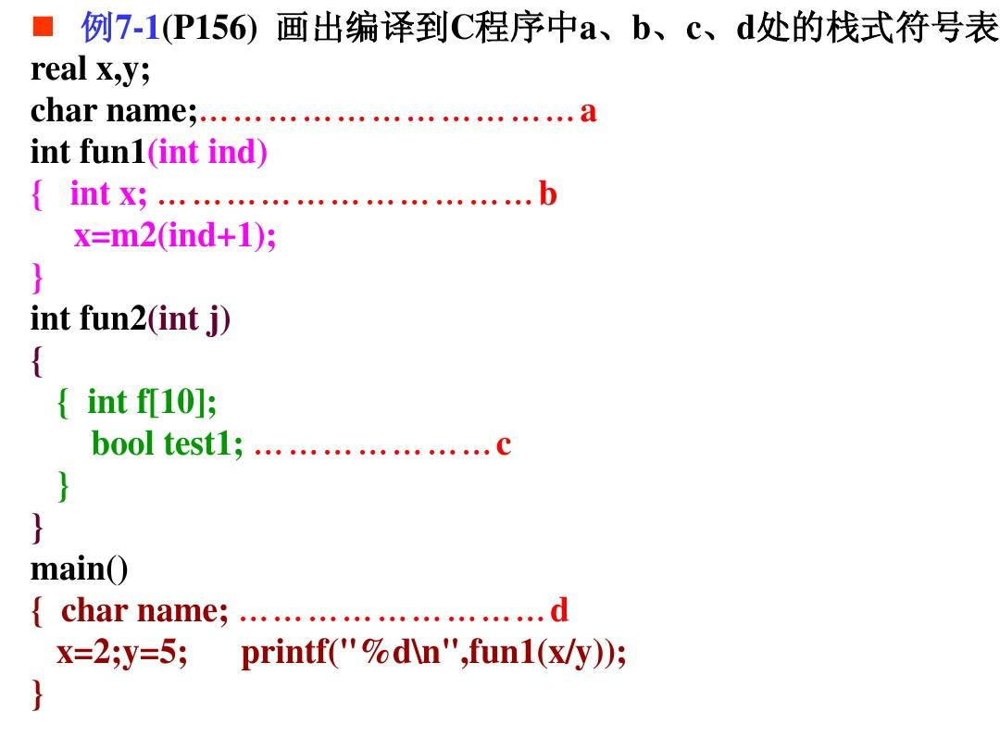 例7-1(P156) 画出编译到C程序中a、b、c、d处的栈式符号表
real x,y;
char name;……………………………a
int fun1(int ind)
{ int x; ……………………………b
x=m2(ind+1);
}
int fun2(int j)
{
{ int f[10];
bool test1; …………………c
}
}
main()
{ char name; ………………………d
x=2;y=5; printf("%d\n",fun1(x/y));
}